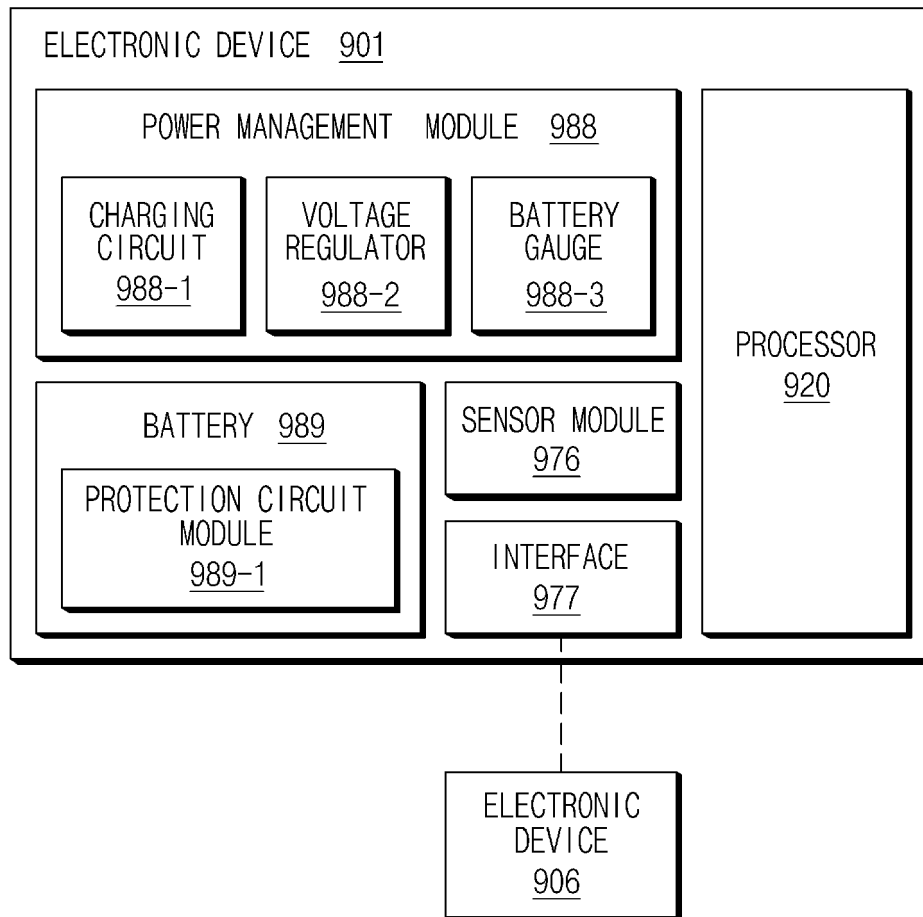 ELECTRONIC DEVICE 901
POWER MANAGEMENT MODULE 988
CHARGING
CIRCUIT
988-1
VOLTAGE
REGULATOR
988-2
BATTERY
GAUGE
988-3
PROCESSOR
920
BATTERY 989
PROTECTION CIRCUIT
MODULE
989-1
SENSOR MODULE
976
INTERFACE
977
ELECTRONIC
DEVICE
906